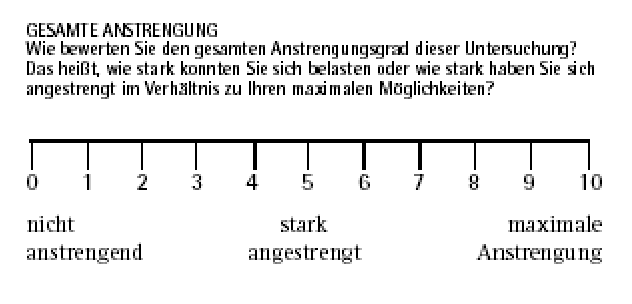 GESAMTE ANSTRENGUNG
Wie bewerten Sie den gesamten Anstrengungsgrad dieser Untersuchung?
Das heißt, wie stark konnten Sie sich belasten oder wie stark haben Sie sich
angestrengt im Verhältnis zu Ihren maximalen Möglichkeiten?
0 1 2 3 4 5 6 7 8 9 10
nicht stark maximale
anstrengend angestrengt Anstrengung